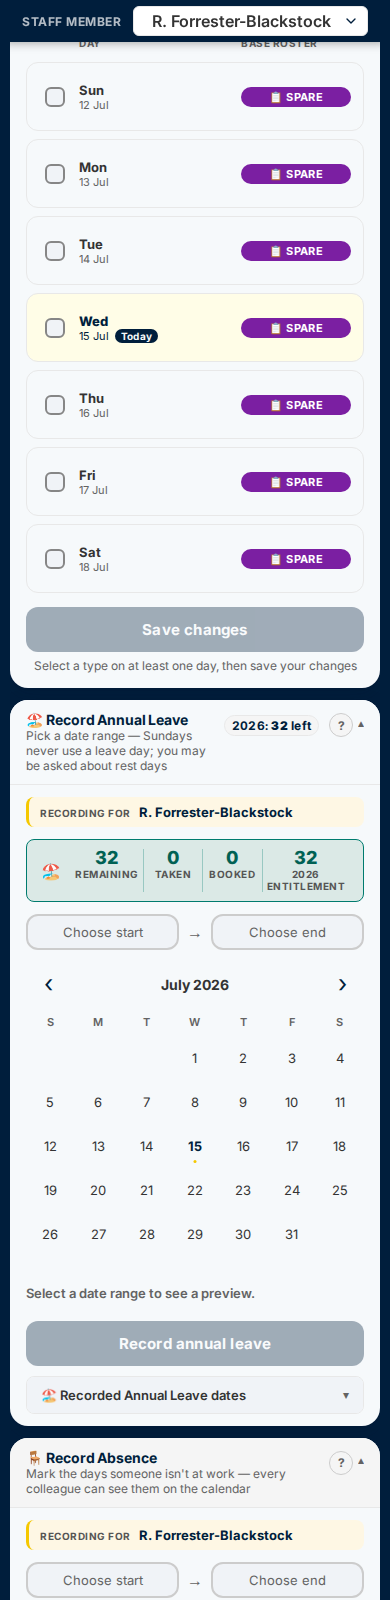 STAFF MEMBER R. Forrester-Blackstock
DAY BASE ROSTER
Sun
12 Jul
📋 SPARE
Mon
13 Jul
📋 SPARE
Tue
14 Jul
📋 SPARE
Wed
15 Jul Today
📋 SPARE
Thu
16 Jul
📋 SPARE
Fri
17 Jul
📋 SPARE
Sat
18 Jul
📋 SPARE
Save changes
Select a type on at least one day, then save your changes
🏖️ Record Annual Leave
Pick a date range — Sundays
never use a leave day; you may
be asked about rest days
2026: 32 left ? ▲
RECORDING FOR R. Forrester-Blackstock
32 0 0 32
REMAINING TAKEN BOOKED 2026
ENTITLEMENT
Choose start → Choose end
‹ July 2026 ›
S M T W T F S
1 2 3 4
5 6 7 8 9 10 11
12 13 14 15 16 17 18
19 20 21 22 23 24 25
26 27 28 29 30 31
Select a date range to see a preview.
Record annual leave
🏖️ Recorded Annual Leave dates ▼
🪑 Record Absence
Mark the days someone isn't at work — every
colleague can see them on the calendar
? ▲
RECORDING FOR R. Forrester-Blackstock
Choose start → Choose end